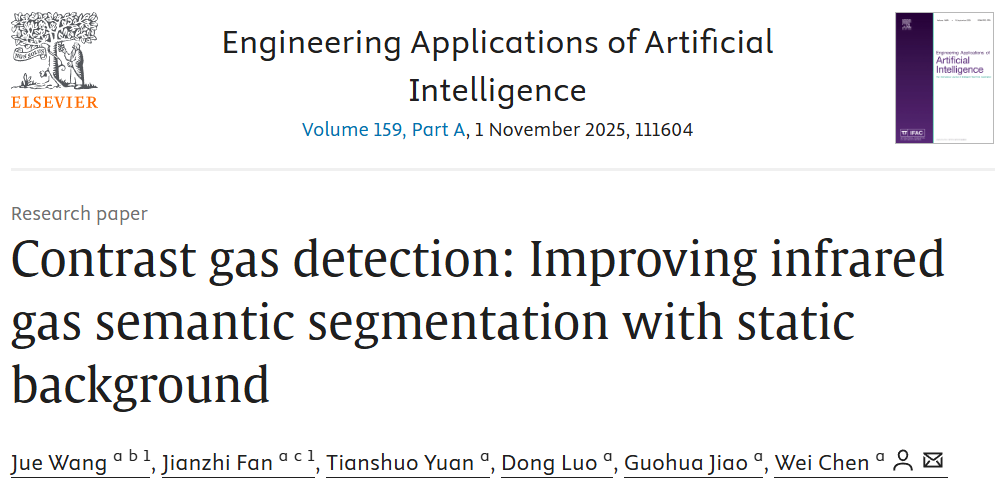 Engineering Applications of Artificial
Intelligence
Volume 159, Part A, 1 November 2025, 111604
ELSEVIER
Engineering Applications of
Artificial
Intelligence
IFAC
Research paper
Contrast gas detection: Improving infrared
gas semantic segmentation with static
background
Jue Wang a b 1, Jianzhi Fan a c 1, Tianshuo Yuan a, Dong Luo a, Guohua Jiao a, Wei Chen a